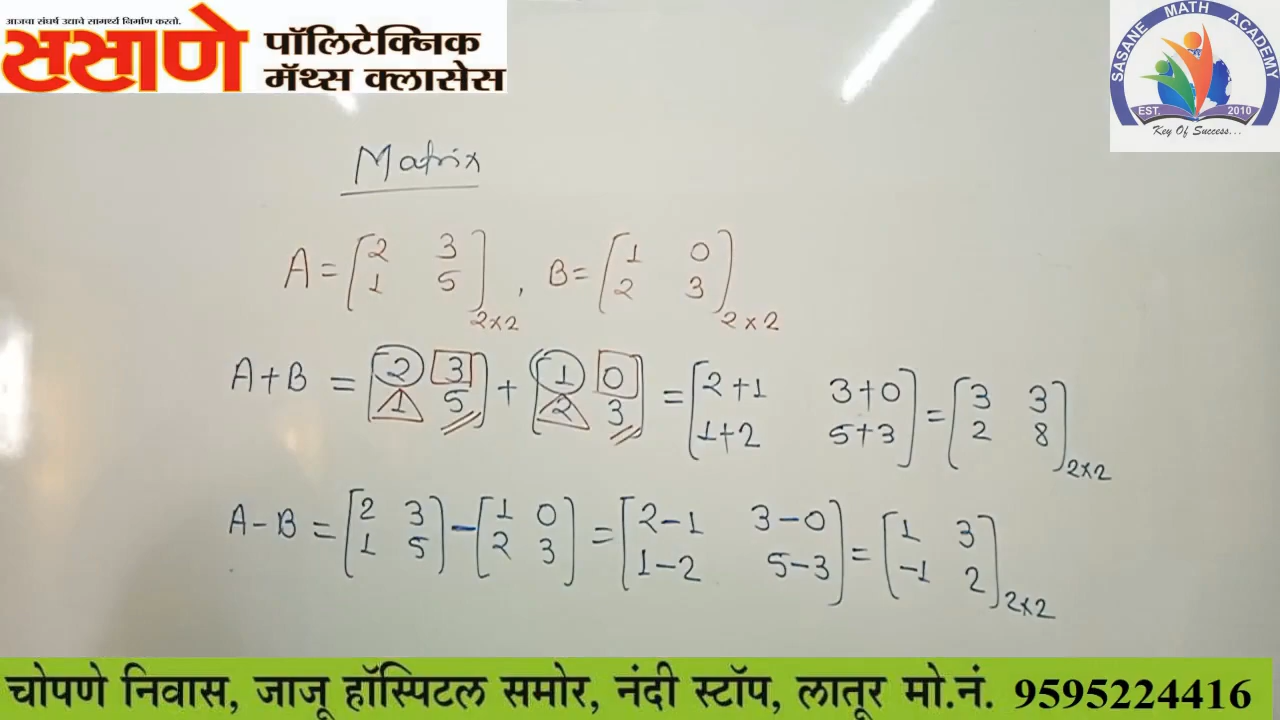 आजचा संघर्ष उद्याचे सामर्थ्य निर्माण करतो.
ससाणे पॉलिटेक्निक
मॅथ्स क्लासेस
SASANE MATH ACADEMY
EST. 2010
Key Of Success...
Matrix
A = [2 3; 1 5] 2×2 , B = [1 0; 2 3] 2×2
A+B = [2 3; 1 5] + [1 0; 2 3] = [2+1 3+0; 1+2 5+3] = [3 3; 2 8] 2×2
A-B = [2 3; 1 5] - [1 0; 2 3] = [2-1 3-0; 1-2 5-3] = [1 3; -1 2] 2×2
चोपणे निवास, जाजू हॉस्पिटल समोर, नंदी स्टॉप, लातूर मो.नं. 9595224416